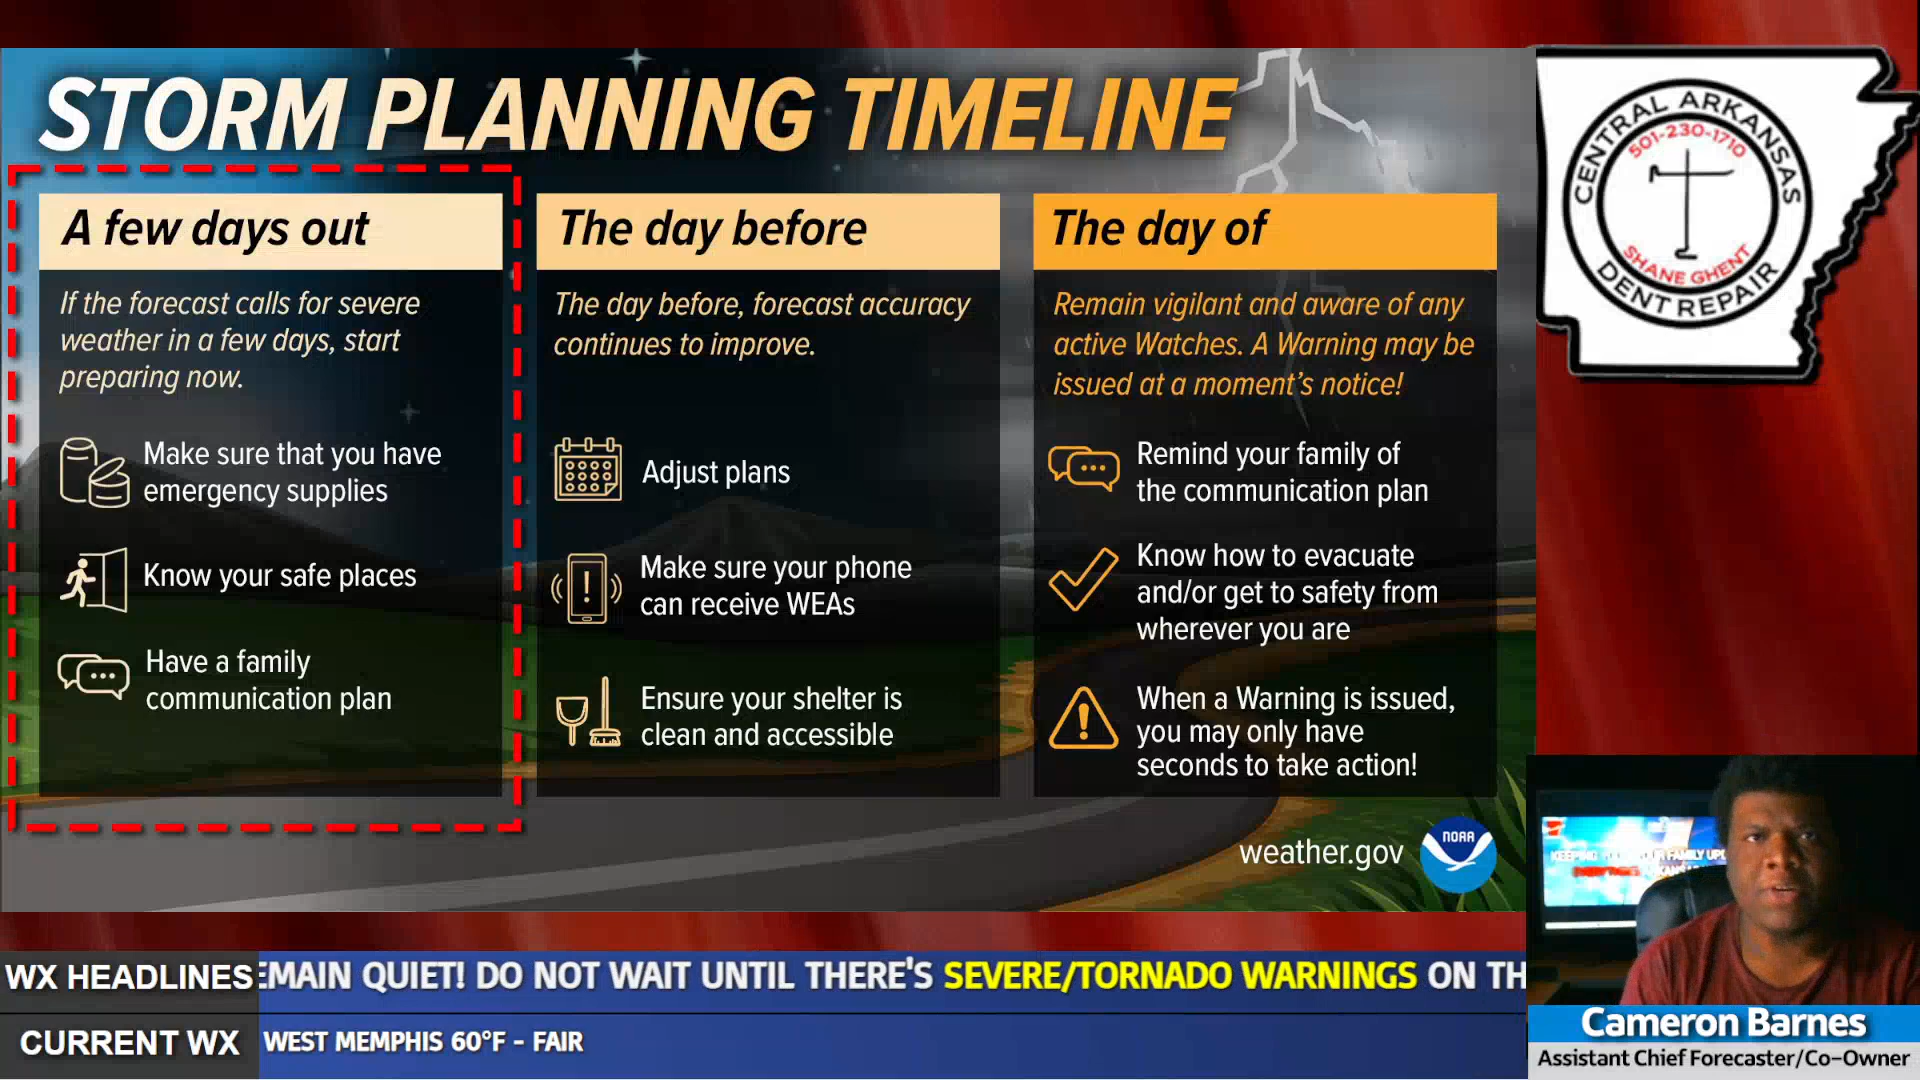 STORM PLANNING TIMELINE
A few days out
If the forecast calls for severe
weather in a few days, start
preparing now.
Make sure that you have
emergency supplies
Know your safe places
Have a family
communication plan
The day before
The day before, forecast accuracy
continues to improve.
Adjust plans
Make sure your phone
can receive WEAs
Ensure your shelter is
clean and accessible
The day of
Remain vigilant and aware of any
active Watches. A Warning may be
issued at a moment's notice!
Remind your family of
the communication plan
Know how to evacuate
and/or get to safety from
wherever you are
When a Warning is issued,
you may only have
seconds to take action!
weather.gov
NOAA
CENTRAL ARKANSAS
501-230-1710
SHANE GHENT
DENT REPAIR
WX HEADLINES
EMAIN QUIET! DO NOT WAIT UNTIL THERE'S SEVERE/TORNADO WARNINGS ON TH
CURRENT WX
WEST MEMPHIS 60°F - FAIR
Cameron Barnes
Assistant Chief Forecaster/Co-Owner